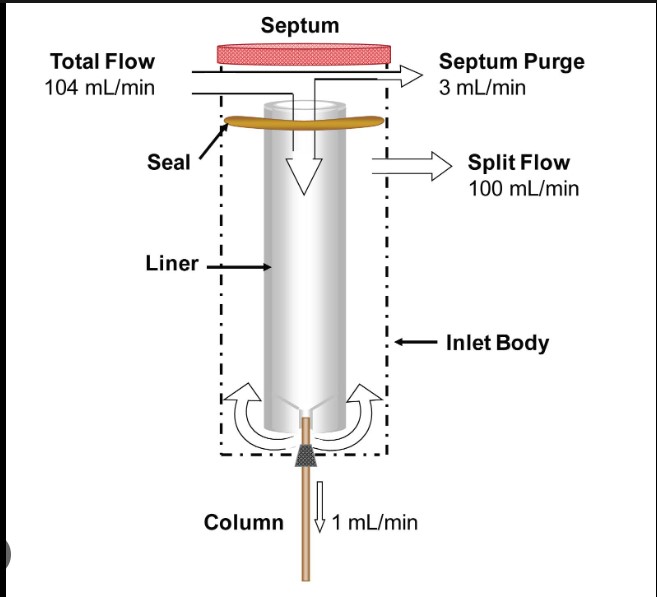 Septum
Total Flow
104 mL/min
Septum Purge
3 mL/min
Seal
Split Flow
100 mL/min
Liner
Inlet Body
Column
1 mL/min